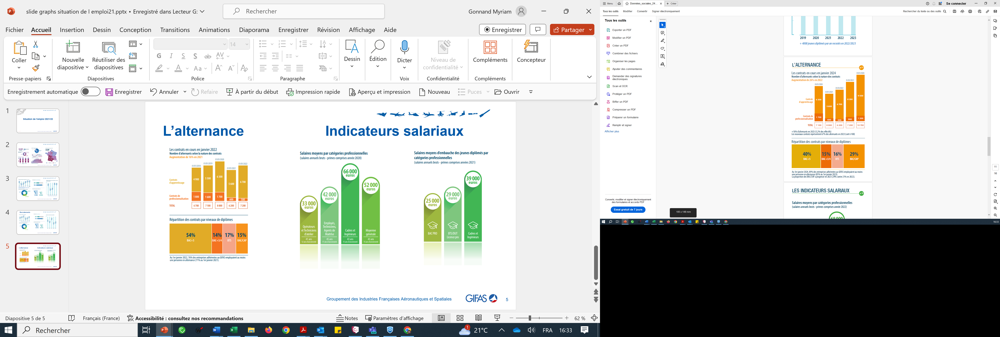 slide graphs situation de l emploi21.pptx • Enregistré dans Lecteur G:
Rechercher
Gonnand Myriam
Fichier Accueil Insertion Dessin Conception Transitions Animations Diaporama Enregistrer Révision Affichage Aide
Enregistrer
Partager
Coller
Nouvelle diapositive
Réutiliser des diapositives
14
G I S S ab AV
A Aa A A A
Dessin
Édition
Dicter
Niveau de confidentialité
Compléments
Concepteur
Presse-papiers
Diapositives
Police
Paragraphe
Voix
Confidentialité
Compléments
Enregistrement automatique
Enregistrer
Annuler
Refaire
À partir du début
Impression rapide
Aperçu et impression
Nouveau
Puces
Ouvrir
1
Situation de l'emploi 2021/22
2
3
4
Recrutements
5
L'alternance Indicateurs salariaux
L'alternance
Indicateurs salariaux
Les contrats en cours en janvier 2022
Nombre d'alternants selon la nature des contrats
Augmentation de 16% en 2021
01/01/2018 01/01/2019 01/01/2020 01/01/2021 01/01/2022
Contrats d'apprentissage
4 900 5 500 6 300 5 600 6 700
Contrats de professionnalisation
1 800 1 600 1 700 600 500
TOTAL 6 700 7 100 8 000 6 200 7 200
Répartition des contrats par niveaux de diplômes
54% 14% 17% 15%
BAC+5 BAC+3/4 BTS BAC/CAP
Au 1er janvier 2022, 76% des entreprises adhérentes au GIFAS employaient au moins
une personne en alternance (71% au 1er janvier 2021).
Salaires moyens par catégories professionnelles
(salaires annuels bruts - primes comprises année 2020)
33 000 euros
42 000 euros
66 000 euros
52 000 euros
Opérateurs et Techniciens d'atelier
41 ans
12 ans d'ancienneté
Employés, Techniciens, Agents de Maitrise
45 ans
17 ans d'ancienneté
Cadres et Ingénieurs
43 ans
Moyenne générale
43 ans
Salaires moyens d'embauche des jeunes diplômés par
catégories professionnelles
(salaires annuels bruts - primes comprises années 2021)
25 000 euros
29 000 euros
39 000 euros
BAC PRO
BTS/DUT Licence pro
Cadres et Ingénieurs
Groupement des Industries Françaises Aéronautiques et Spatiales
GIFAS
5
Diapositive 5 de 5
Français (France)
Accessibilité : consultez nos recommandations
Notes
Paramètres d'affichage
62 %
Rechercher
1
21°C
FRA
16:33
Menu
Données_sociales_24...
Créer
Se connecter
Tous les outils Modifier Convertir Signer électroniquement
Rechercher du texte ou des outils
Tous les outils
Exporter un PDF
Modifier un PDF
Créer un PDF
Combiner des fichiers
Organiser les pages
Ajouter des commentaires
Demander des signatures
électroniques
Scan et OCR
Protéger un PDF
Biffer un PDF
Compresser un PDF
Préparer un formulaire
Remplir et signer
Afficher plus
Convertir, modifier et signer électroniquement
des formulaires et accords PDF
Essai gratuit de 7 jours
105 x 148 mm
2019 2020 2021 2022 2023
+ 4000 jeunes diplômés par an recrutés en 2022/2023
L'ALTERNANCE
p.11
Les contrats en cours en janvier 2024
Nombre d'alternants selon la nature des contrats
Augmentation de 26% en 2022
01/01/2020 01/01/2021 01/01/2022 01/01/2023 01/01/2024
Contrats d'apprentissage
6 300 5 600 6 700 8 200 9 500
Contrats de professionnalisation
1 700 600 500 900 1 200
TOTAL 7 100 8 000 6 200 7 200 10 700
+18% d'alternants en 2023 (5,2% des effectifs)
Les nouveaux contrats représentent 67% des alternants en 2023 (soit 6 100)
Répartition des contrats par niveaux de diplômes
40% 15% 16% 29%
BAC+5 BAC+3/4 BTS BAC/CAP
Au 1er janvier 2024, 89% des entreprises adhérentes au GIFAS employaient au moins
une personne en alternance (85% au 1er janvier 2023).
La proportion des BAC/CAP a progressé en 2023 (29% contre 21% en 2022).
LES INDICATEURS SALARIAUX
p.12
Salaires moyens par catégories professionnelles
(salaires annuels bruts - primes comprises année 2022)
68 000
11
16
16:33